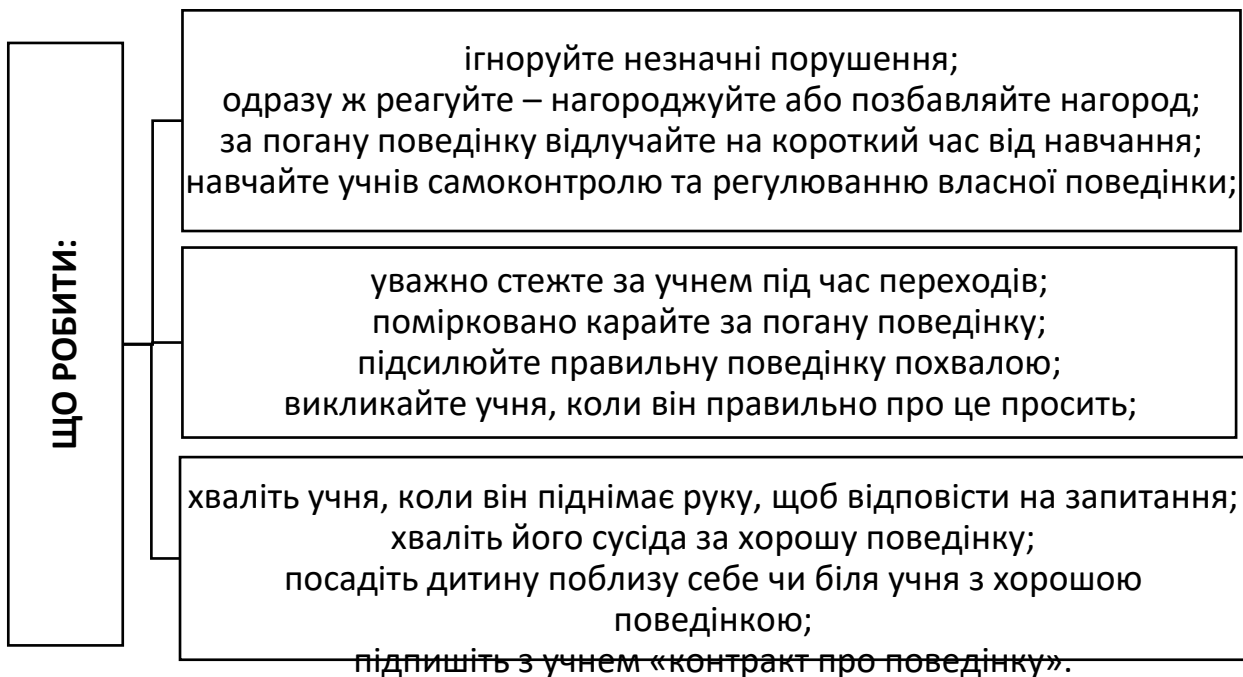 ЩО РОБИТИ:
ігноруйте незначні порушення;
одразу ж реагуйте – нагороджуйте або позбавляйте нагород;
за погану поведінку відлучайте на короткий час від навчання;
навчайте учнів самоконтролю та регулюванню власної поведінки;
уважно стежте за учнем під час переходів;
помірковано карайте за погану поведінку;
підсилюйте правильну поведінку похвалою;
викликайте учня, коли він правильно про це просить;
хваліть учня, коли він піднімає руку, щоб відповісти на запитання;
хваліть його сусіда за хорошу поведінку;
посадіть дитину поблизу себе чи біля учня з хорошою
поведінкою;
підпишіть з учнем «контракт про поведінку».